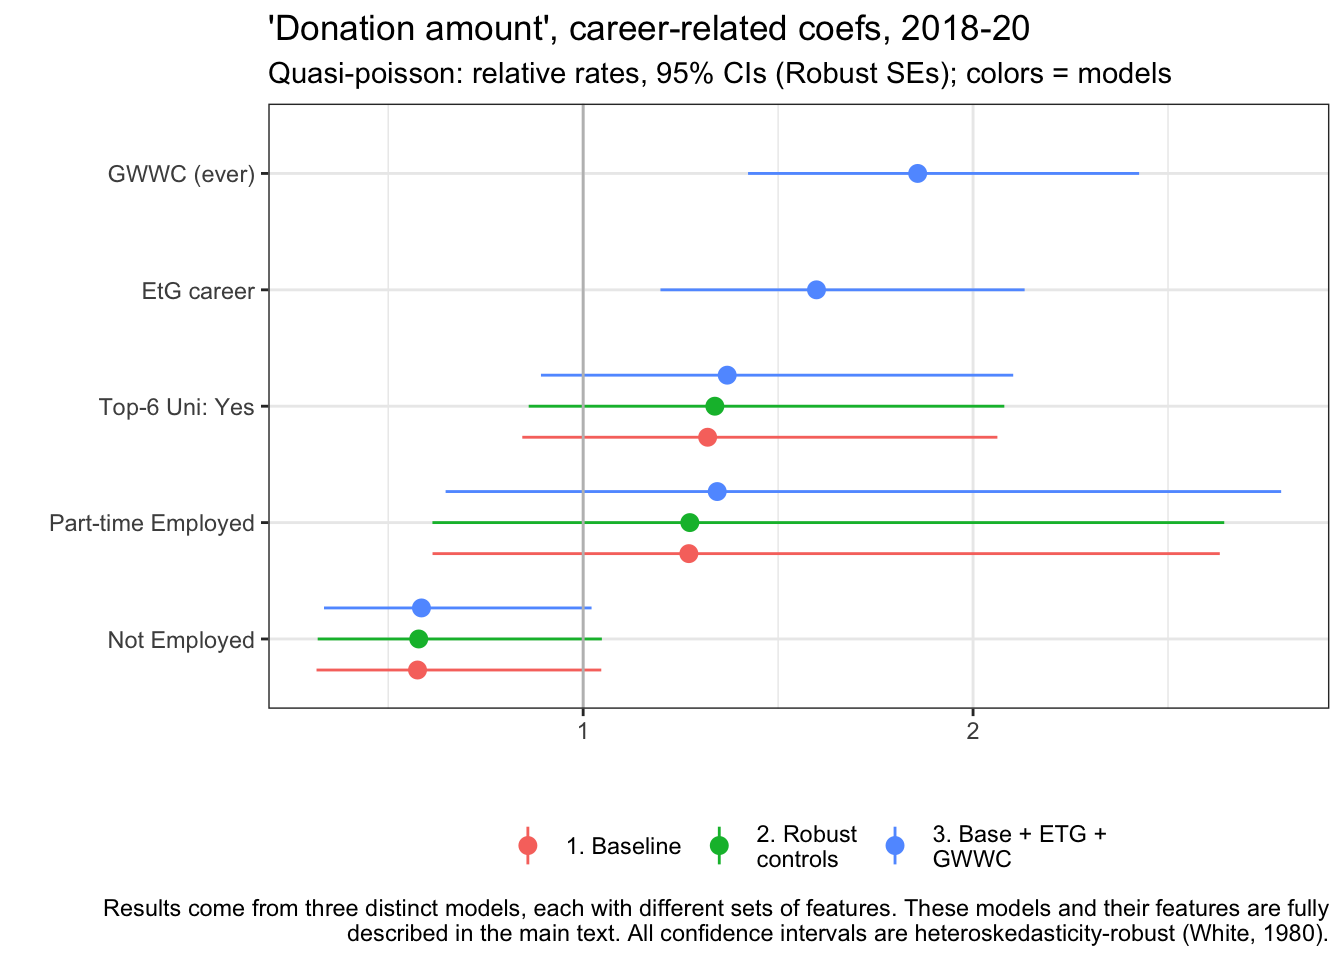 'Donation amount', career-related coefs, 2018-20
Quasi-poisson: relative rates, 95% CIs (Robust SEs); colors = models
GWWC (ever)
EtG career
Top-6 Uni: Yes
Part-time Employed
Not Employed
1
2
1. Baseline
2. Robust
controls
3. Base + ETG +
GWWC
Results come from three distinct models, each with different sets of features. These models and their features are fully
described in the main text. All confidence intervals are heteroskedasticity-robust (White, 1980).